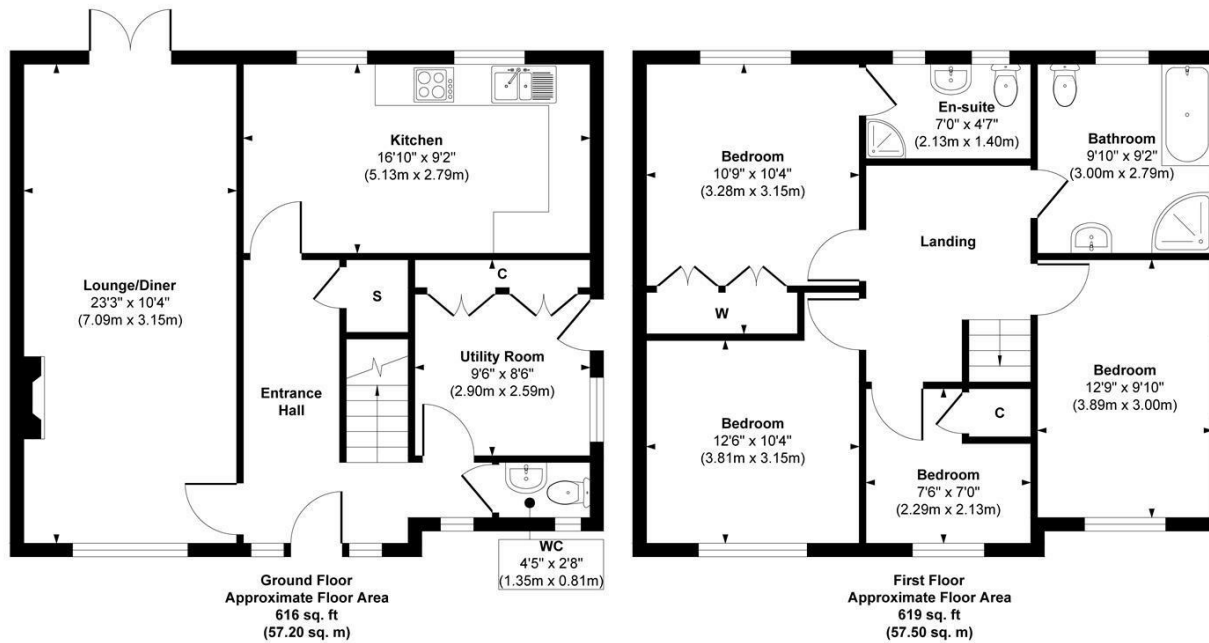 Kitchen
16'10" x 9'2"
(5.13m x 2.79m)
Lounge/Diner
23'3" x 10'4"
(7.09m x 3.15m)
S
C
Utility Room
9'6" x 8'6"
(2.90m x 2.59m)
Entrance
Hall
WC
4'5" x 2'8"
(1.35m x 0.81m)
Ground Floor
Approximate Floor Area
616 sq. ft
(57.20 sq. m)
Bedroom
10'9" x 10'4"
(3.28m x 3.15m)
En-suite
7'0" x 4'7"
(2.13m x 1.40m)
Bathroom
9'10" x 9'2"
(3.00m x 2.79m)
Landing
W
Bedroom
12'6" x 10'4"
(3.81m x 3.15m)
Bedroom
12'9" x 9'10"
(3.89m x 3.00m)
C
Bedroom
7'6" x 7'0"
(2.29m x 2.13m)
First Floor
Approximate Floor Area
619 sq. ft
(57.50 sq. m)